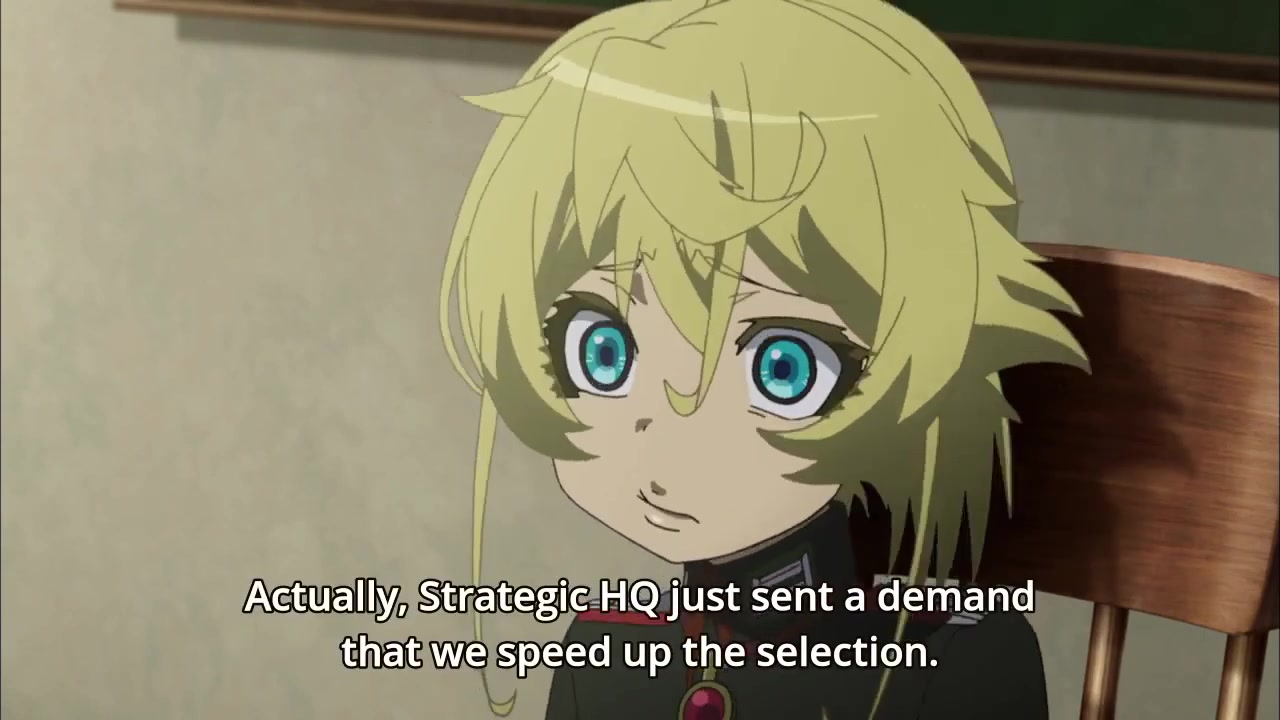 Actually, Strategic HQ just sent a demand
that we speed up the selection.